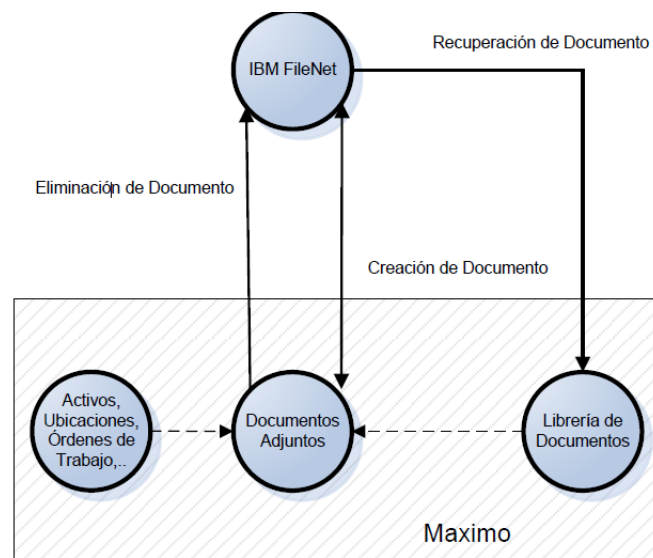 Recuperación de Documento
IBM FileNet
Eliminación de Documento
Creación de Documento
Activos,
Ubicaciones,
Órdenes de
Trabajo,..
Documentos
Adjuntos
Librería de
Documentos
Maximo